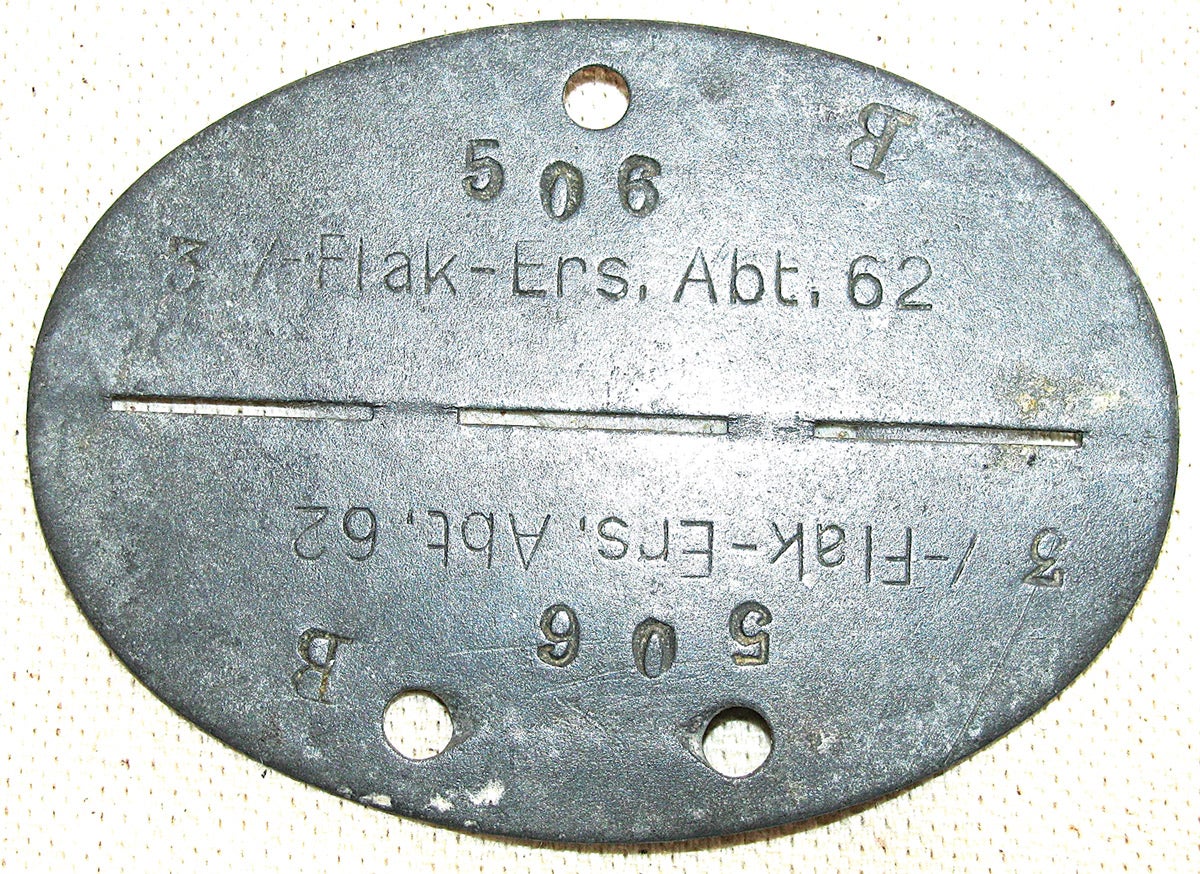 B
506
3 /-Flak-Ers. Abt. 62
3 /-Flak-Ers. Abt. 62
506
B